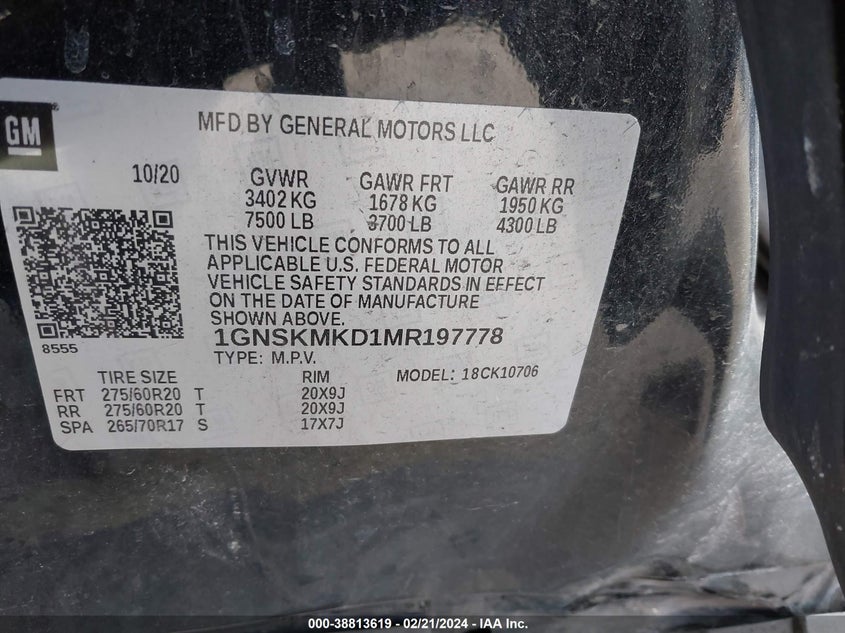 GM
MFD BY GENERAL MOTORS LLC
10/20
GVWR
3402 KG
7500 LB
GAWR FRT
1678 KG
3700 LB
GAWR RR
1950 KG
4300 LB
THIS VEHICLE CONFORMS TO ALL
APPLICABLE U.S. FEDERAL MOTOR
VEHICLE SAFETY STANDARDS IN EFFECT
ON THE DATE OF MANUFACTURE
SHOWN ABOVE.
8555
1GNSKMKD1MR197778
TYPE: M.P.V.
MODEL: 18CK10706
TIRE SIZE RIM
FRT 275/60R20 T 20X9J
RR 275/60R20 T 20X9J
SPA 265/70R17 S 17X7J
000-38813619 - 02/21/2024 - IAA Inc.